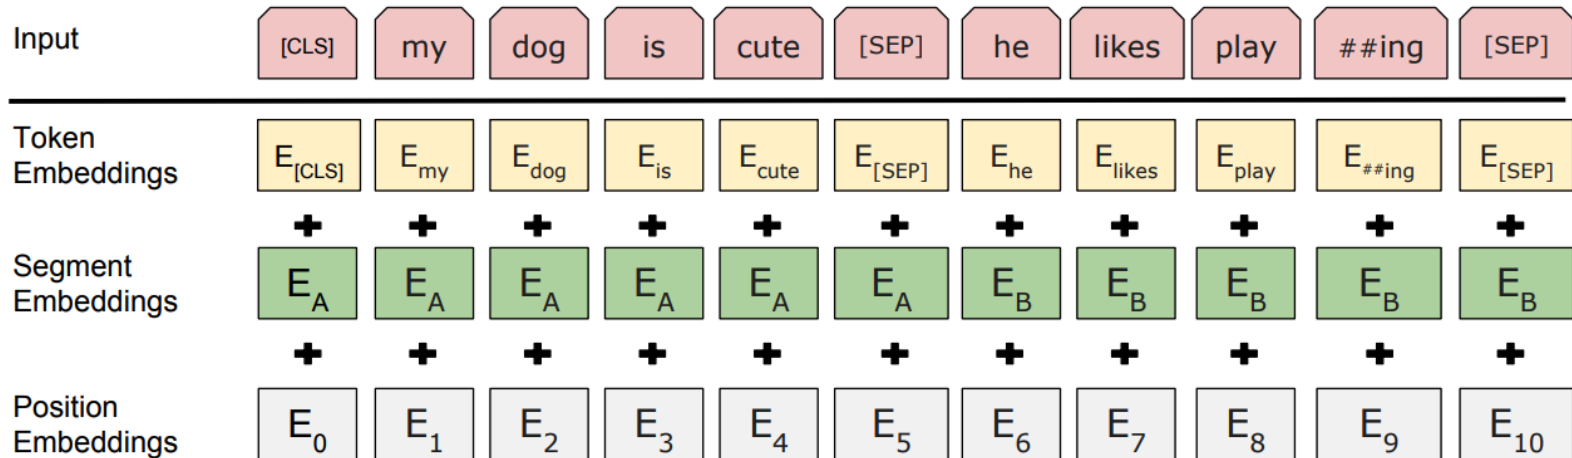 Input [CLS] my dog is cute [SEP] he likes play ##ing [SEP]
Token Embeddings E[CLS] Emy Edog Eis Ecute E[SEP] Ehe Elikes Eplay E##ing E[SEP]
+ + + + + + + + + + +
Segment Embeddings EA EA EA EA EA EA EB EB EB EB EB
+ + + + + + + + + + +
Position Embeddings E0 E1 E2 E3 E4 E5 E6 E7 E8 E9 E10